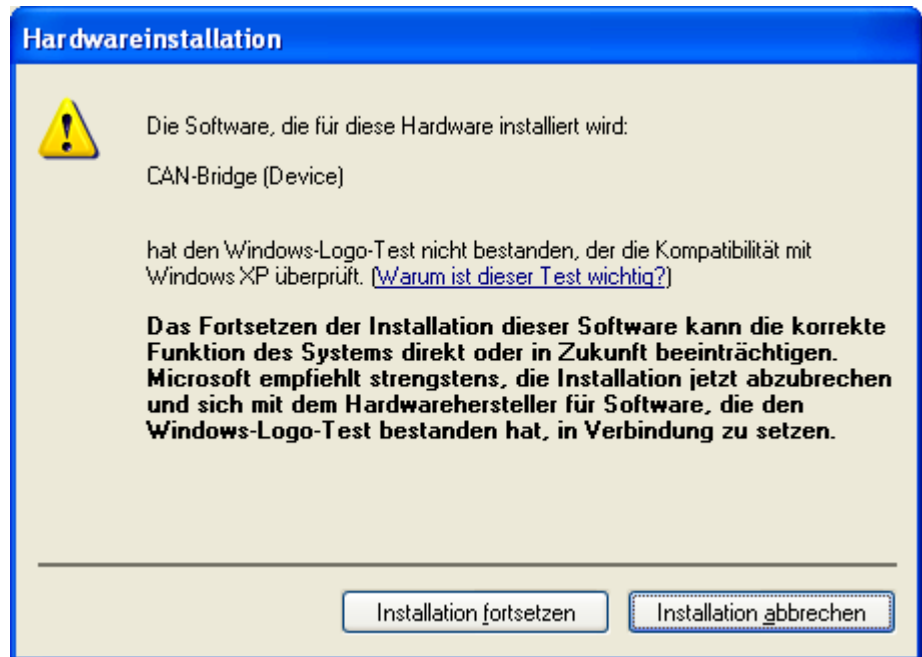 Hardwareinstallation
Die Software, die für diese Hardware installiert wird:
CAN-Bridge (Device)
hat den Windows-Logo-Test nicht bestanden, der die Kompatibilität mit
Windows XP überprüft. (Warum ist dieser Test wichtig?)
Das Fortsetzen der Installation dieser Software kann die korrekte
Funktion des Systems direkt oder in Zukunft beeinträchtigen.
Microsoft empfiehlt strengstens, die Installation jetzt abzubrechen
und sich mit dem Hardwarehersteller für Software, die den
Windows-Logo-Test bestanden hat, in Verbindung zu setzen.
Installation fortsetzen
Installation abbrechen